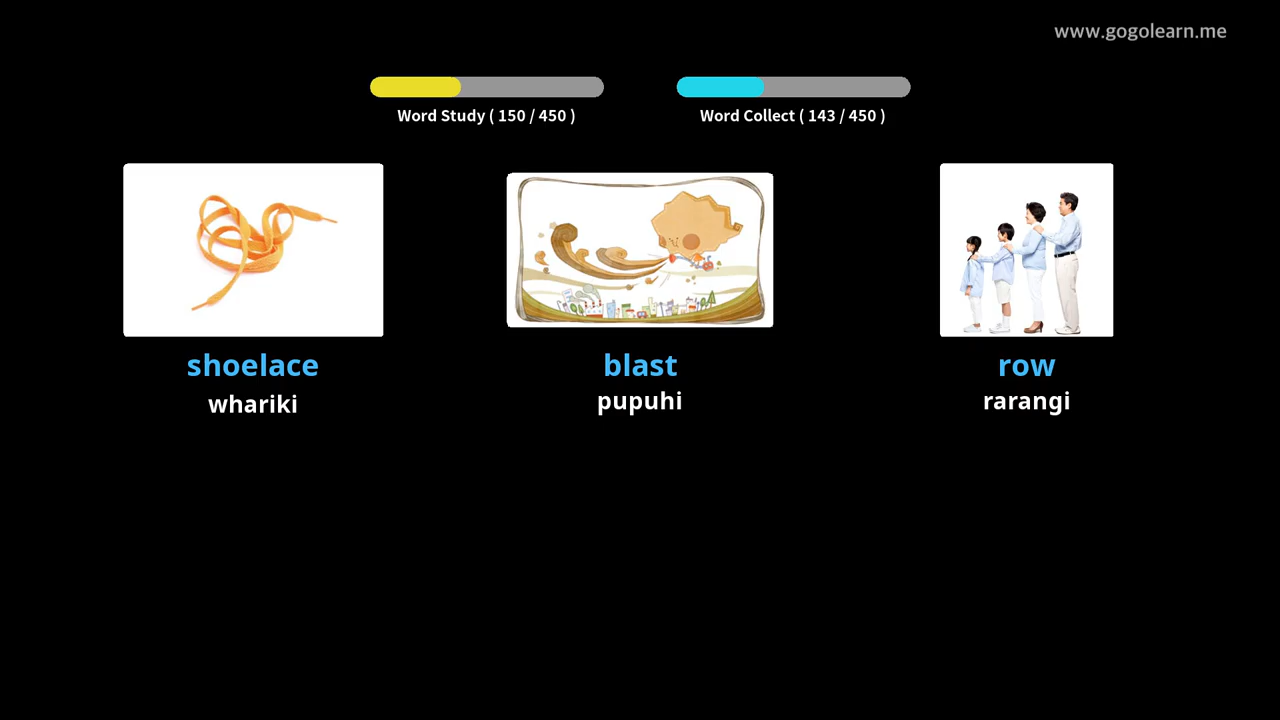 www.gogolearn.me
Word Study ( 150 / 450 )
Word Collect ( 143 / 450 )
shoelace
whariki
blast
pupuhi
row
rarangi